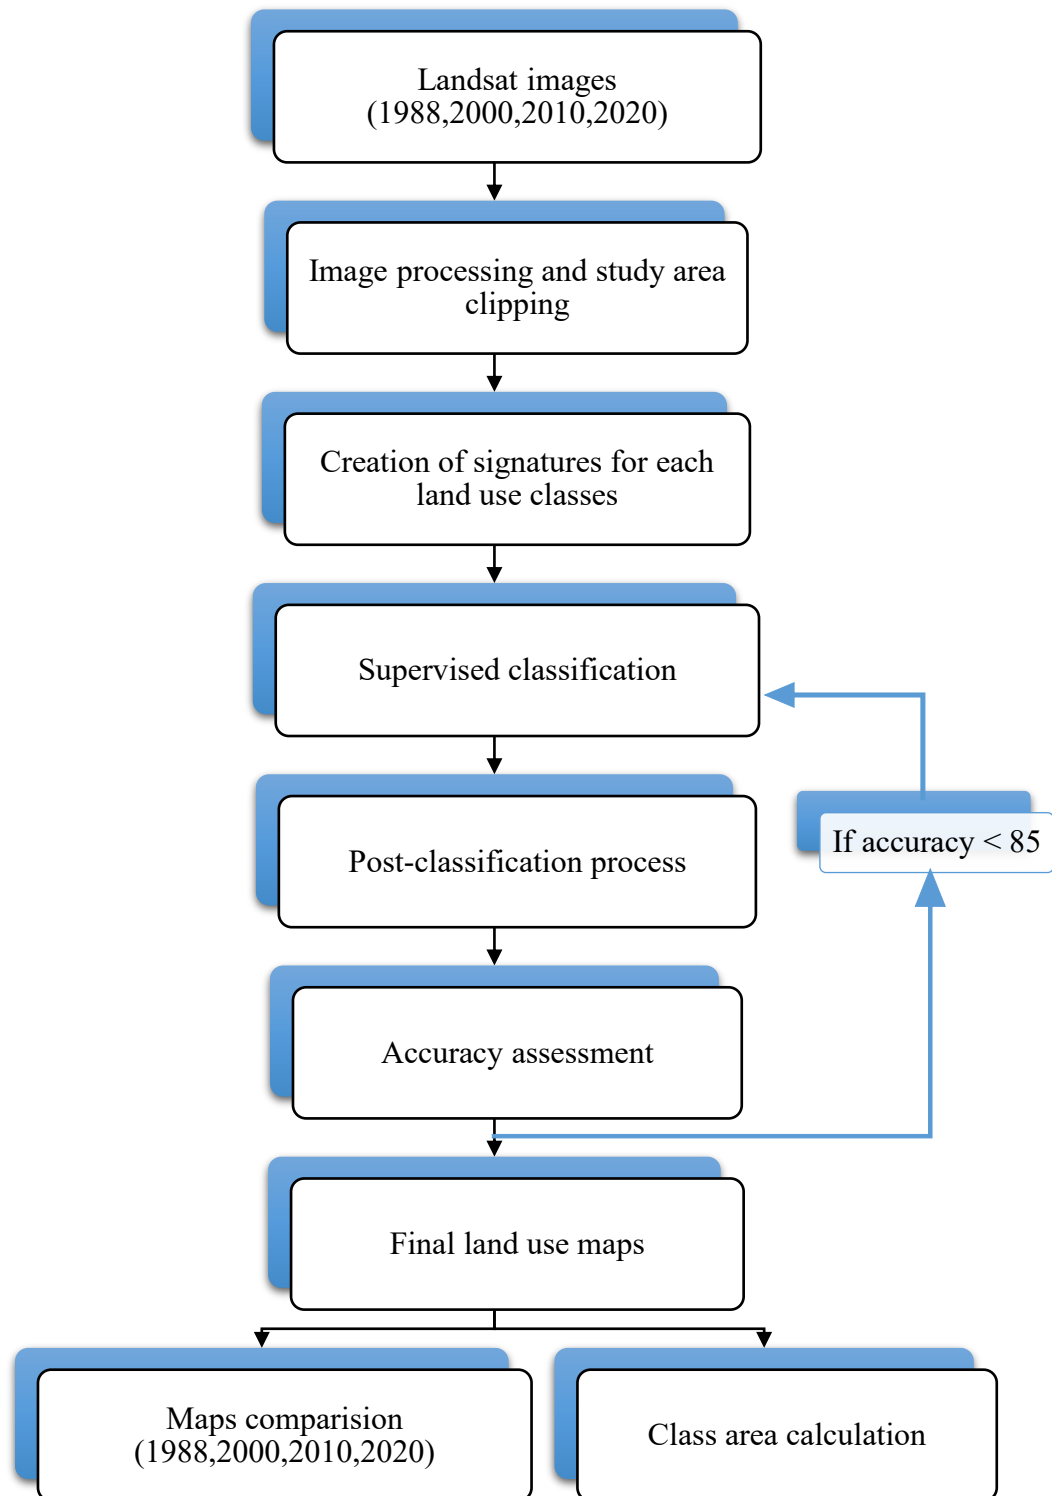 Landsat images
(1988,2000,2010,2020)
Image processing and study area
clipping
Creation of signatures for each
land use classes
Supervised classification
If accuracy < 85
Post-classification process
Accuracy assessment
Final land use maps
Maps comparision
(1988,2000,2010,2020)
Class area calculation